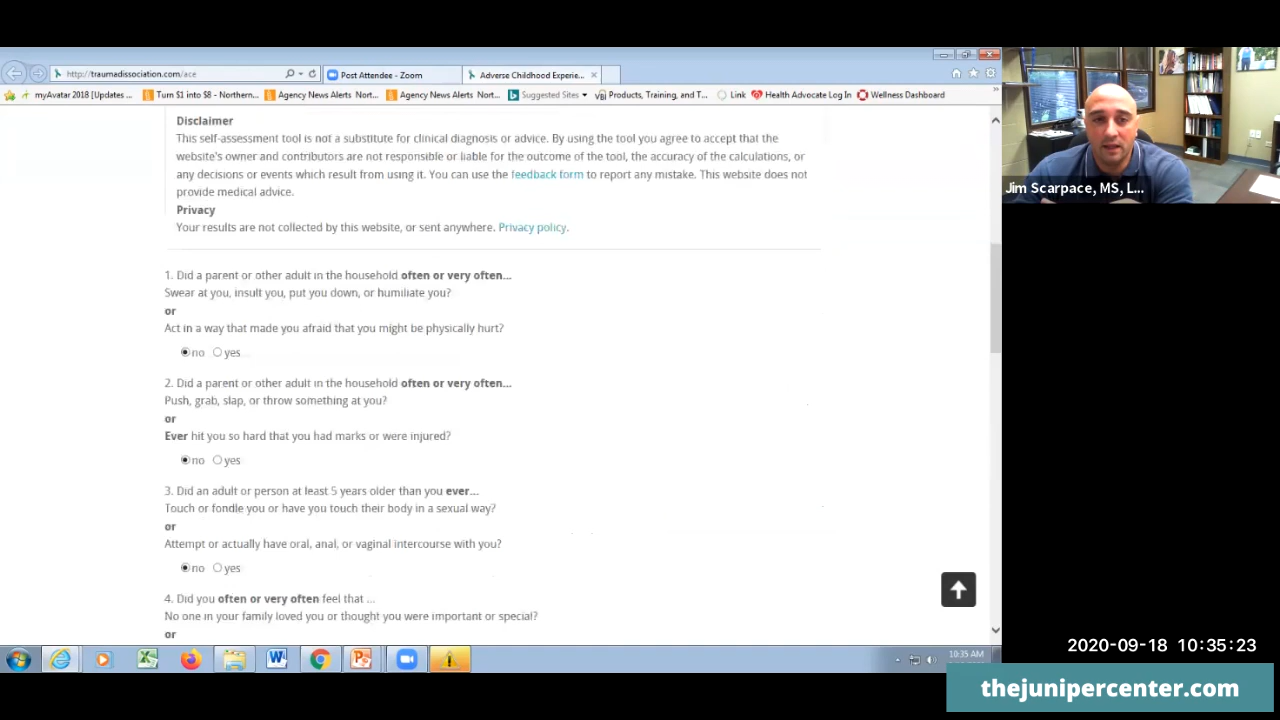 http://traumadissociation.com/ace
Post Attendee - Zoom
Adverse Childhood Experie...
myAvatar 2018 [Updates ...
Turn $1 into $8 - Northern...
Agency News Alerts Nort...
Agency News Alerts Nort...
Suggested Sites
Products, Training, and T...
Link
Health Advocate Log In
Wellness Dashboard
Disclaimer
This self-assessment tool is not a substitute for clinical diagnosis or advice. By using the tool you agree to accept that the
website's owner and contributors are not responsible or liable for the outcome of the tool, the accuracy of the calculations, or
any decisions or events which result from using it. You can use the feedback form to report any mistake. This website does not
provide medical advice.
Privacy
Your results are not collected by this website, or sent anywhere. Privacy policy.
1. Did a parent or other adult in the household often or very often...
Swear at you, insult you, put you down, or humiliate you?
or
Act in a way that made you afraid that you might be physically hurt?
no yes
2. Did a parent or other adult in the household often or very often...
Push, grab, slap, or throw something at you?
or
Ever hit you so hard that you had marks or were injured?
no yes
3. Did an adult or person at least 5 years older than you ever...
Touch or fondle you or have you touch their body in a sexual way?
or
Attempt or actually have oral, anal, or vaginal intercourse with you?
no yes
4. Did you often or very often feel that ...
No one in your family loved you or thought you were important or special?
or
10:35 AM
Jim Scarpace, MS, L...
2020-09-18 10:35:23
thejunipercenter.com